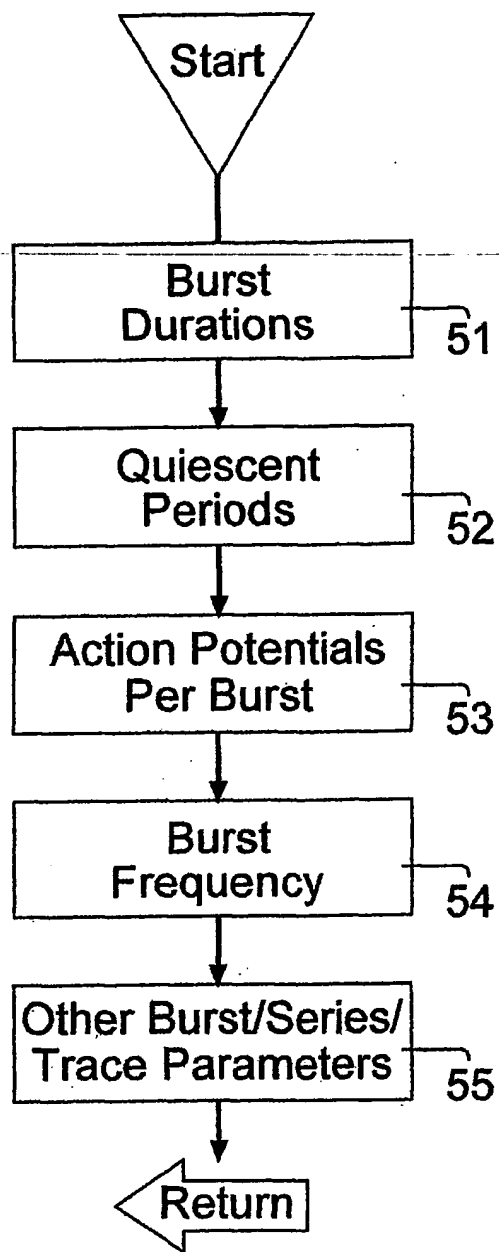 Start
Burst
Durations
51
Quiescent
Periods
52
Action Potentials
Per Burst
53
Burst
Frequency
54
Other Burst/Series/
Trace Parameters
55
Return